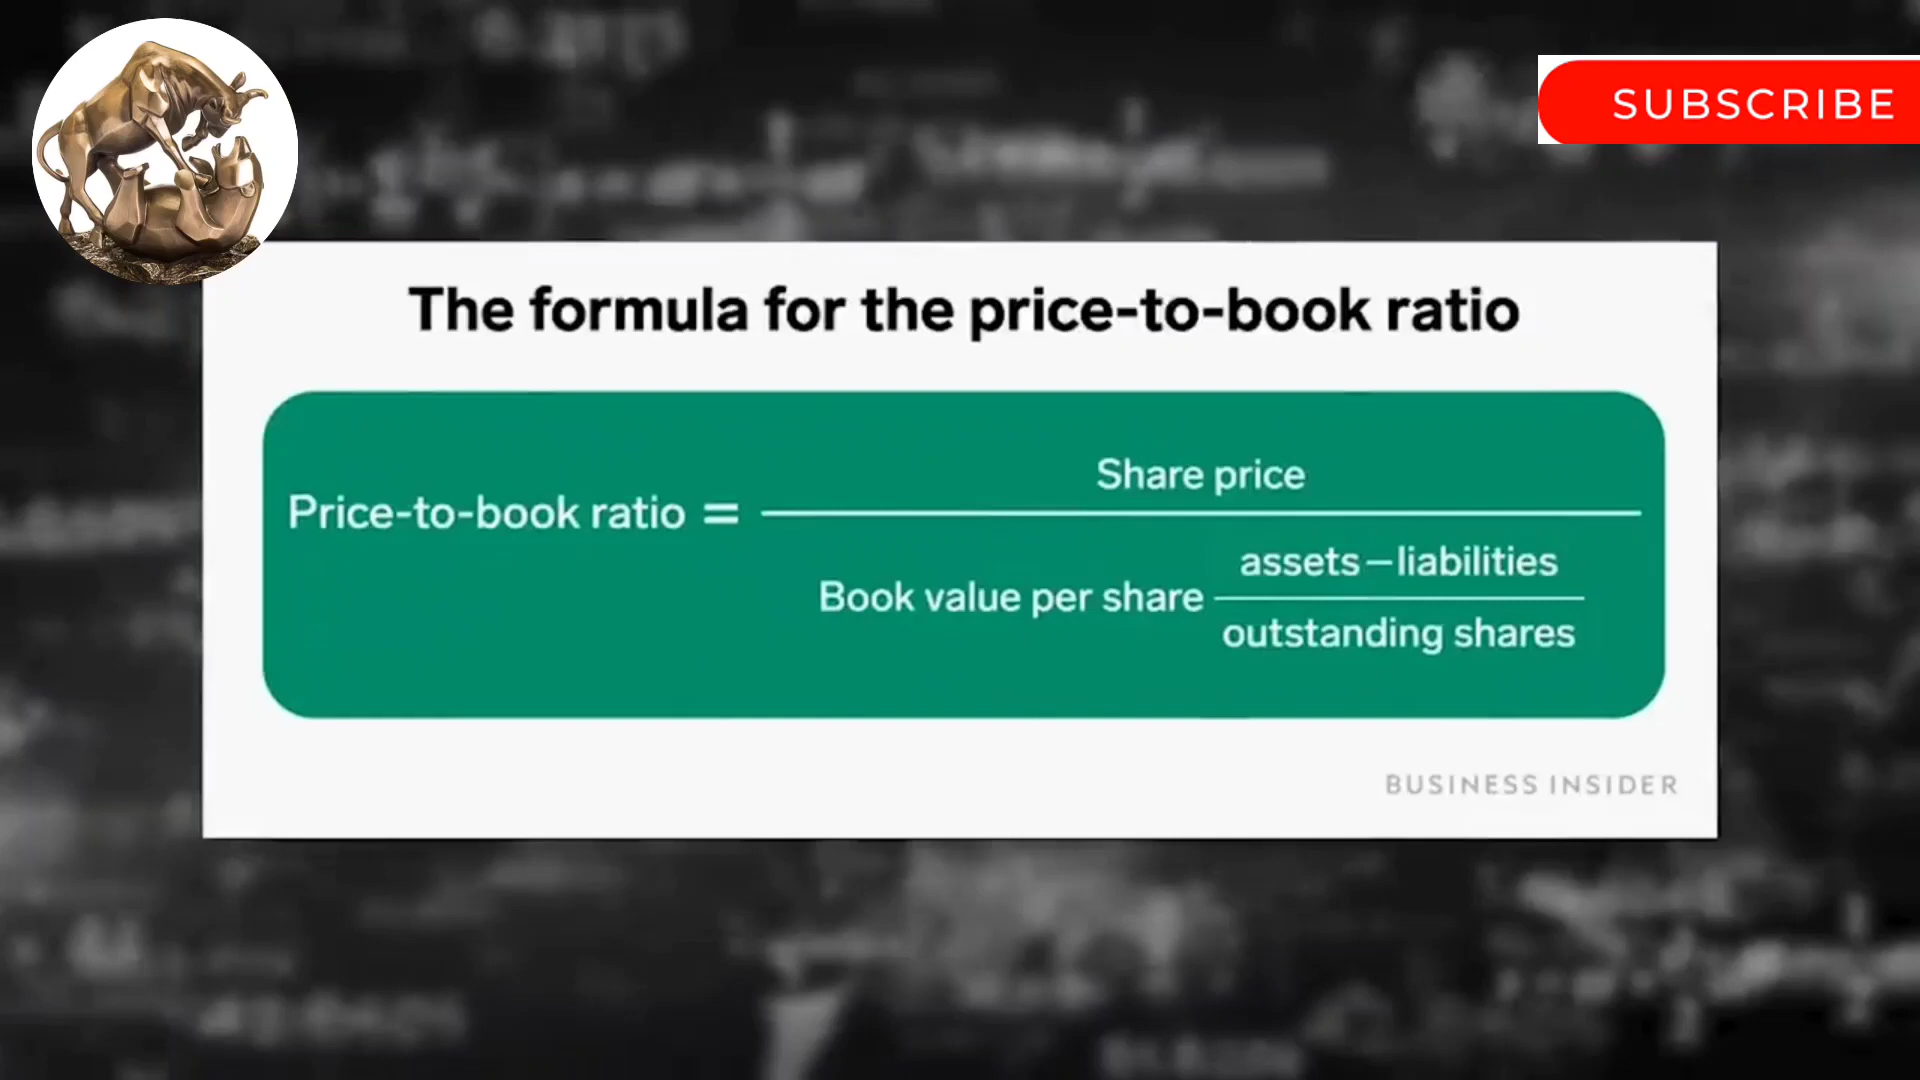 SUBSCRIBE
The formula for the price-to-book ratio
Share price
Price-to-book ratio =
assets – liabilities
Book value per share
outstanding shares
BUSINESS INSIDER